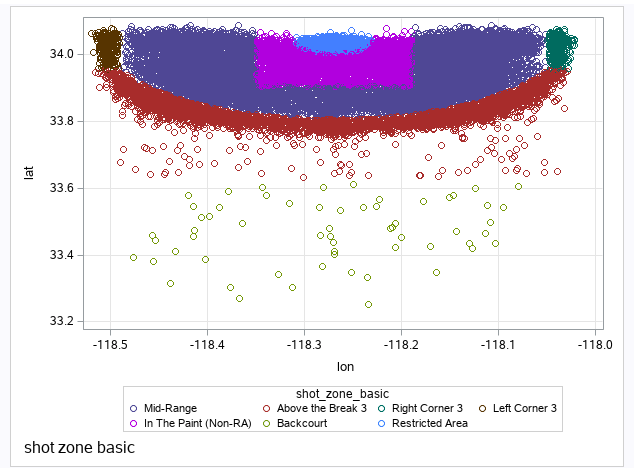 34.0
33.8
33.6
33.4
33.2
lat
-118.5 -118.4 -118.3 -118.2 -118.1 -118.0
lon
shot_zone_basic
Mid-Range Above the Break 3 Right Corner 3 Left Corner 3
In The Paint (Non-RA) Backcourt Restricted Area
shot zone basic